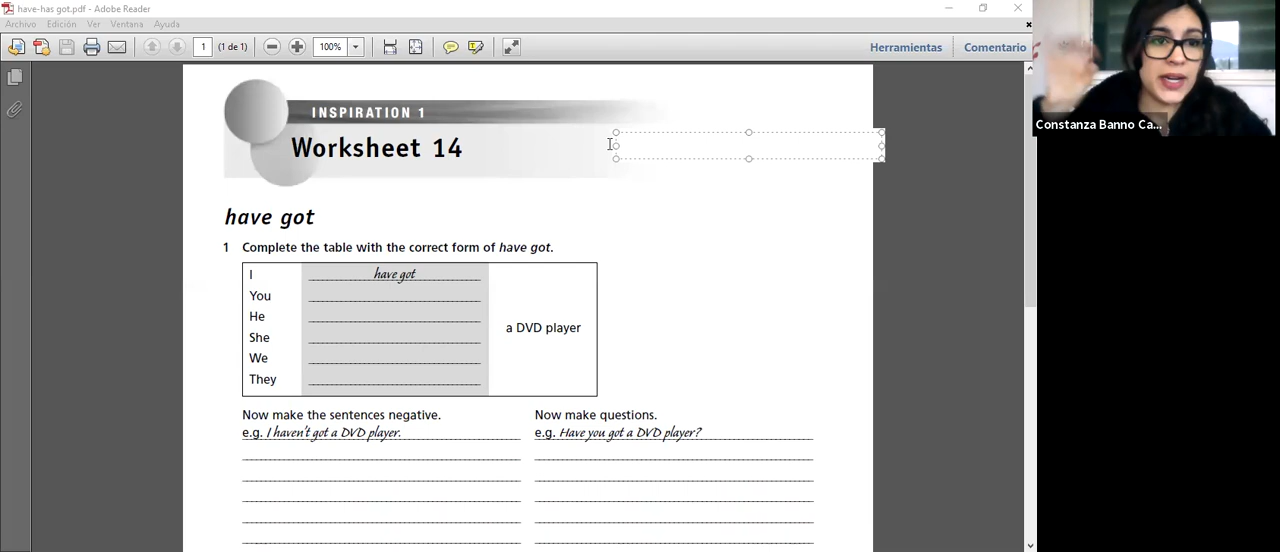 have-has got.pdf - Adobe Reader
Archivo Edición Ver Ventana Ayuda
1 (1 de 1) 100% Herramientas Comentario
INSPIRATION 1
Worksheet 14
have got
1 Complete the table with the correct form of have got.
I have got
You
He
She
We
They
a DVD player
Now make the sentences negative.
e.g. I haven't got a DVD player.
Now make questions.
e.g. Have you got a DVD player?
Constanza Banno Ca...